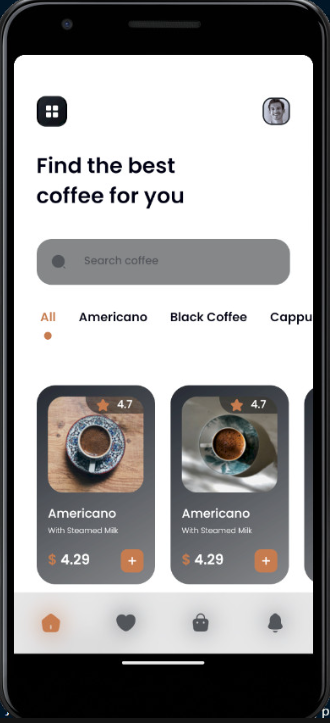 Find the best
coffee for you
Search coffee
All Americano Black Coffee Cappu
4.7
4.7
Americano
With Steamed Milk
$ 4.29 +
Americano
With Steamed Milk
$ 4.29 +